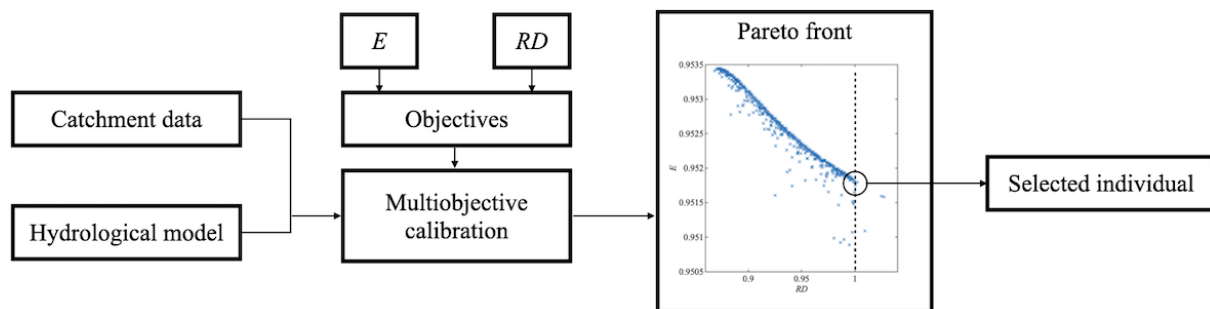 E
RD
Catchment data
Objectives
Hydrological model
Multiobjective
calibration
Pareto front
0.9535
0.953
0.9525
0.952
0.9515
0.951
0.9505
E
0.9
0.95
1
RD
Selected individual